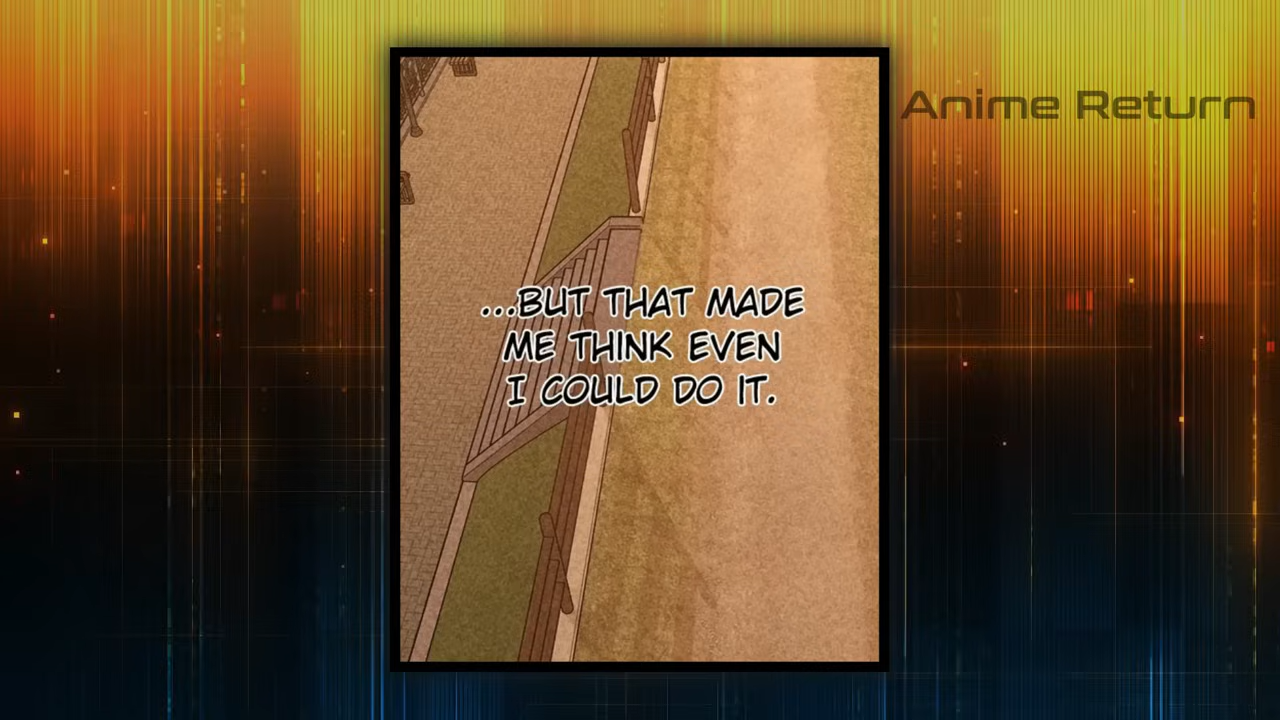 Anime Return
...BUT THAT MADE
ME THINK EVEN
I COULD DO IT.